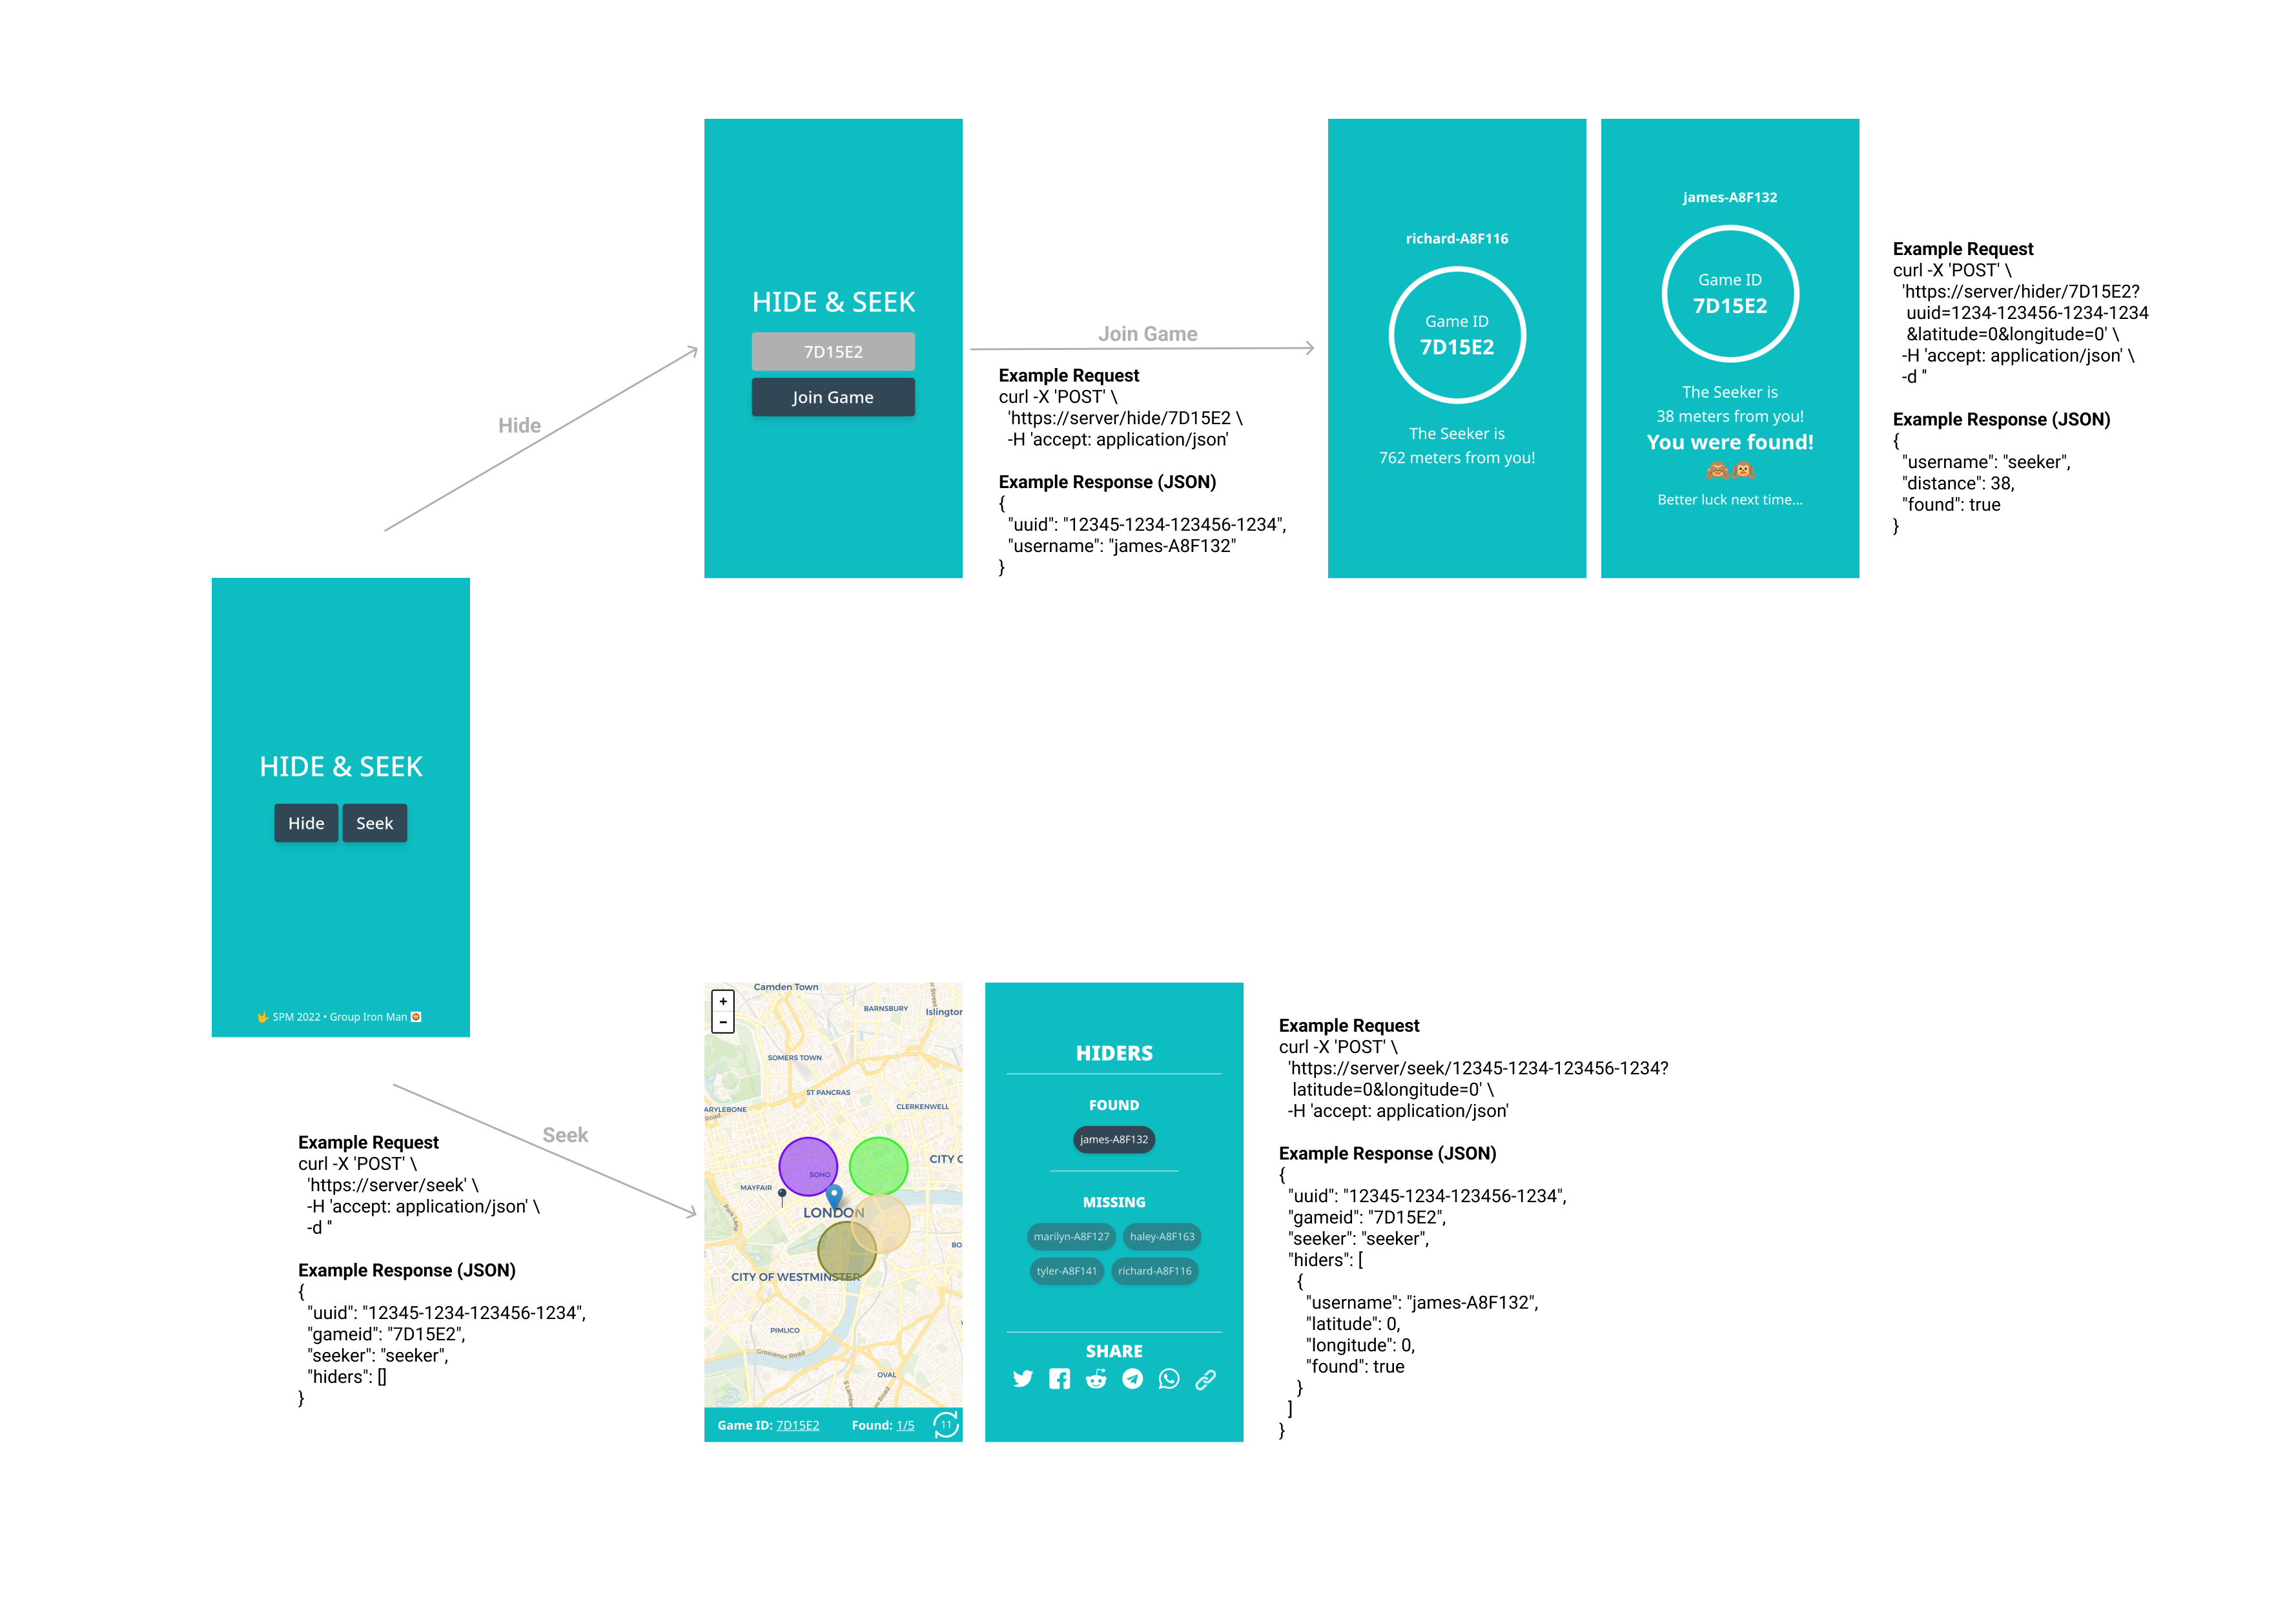 HIDE & SEEK
Hide Seek
🤟 SPM 2022 • Group Iron Man
Hide
HIDE & SEEK
7D15E2
Join Game
Join Game
Example Request
curl -X 'POST' \
'https://server/hide/7D15E2 \
-H 'accept: application/json'
Example Response (JSON)
{
"uuid": "12345-1234-123456-1234",
"username": "james-A8F132"
}
richard-A8F116
Game ID
7D15E2
The Seeker is
762 meters from you!
james-A8F132
Game ID
7D15E2
The Seeker is
38 meters from you!
You were found!
🙈🐵
Better luck next time...
Example Request
curl -X 'POST' \
'https://server/hider/7D15E2?
uuid=1234-123456-1234-1234
&latitude=0&longitude=0' \
-H 'accept: application/json' \
-d ''
Example Response (JSON)
{
"username": "seeker",
"distance": 38,
"found": true
}
Seek
Example Request
curl -X 'POST' \
'https://server/seek' \
-H 'accept: application/json' \
-d ''
Example Response (JSON)
{
"uuid": "12345-1234-123456-1234",
"gameid": "7D15E2",
"seeker": "seeker",
"hiders": []
}
+
−
Camden Town
BARNSBURY
Islington
SOMERS TOWN
ST PANCRAS
ARYLEBONE
Road
CLERKENWELL
SOHO
CITY O
MAYFAIR
Park Lane
LONDON
BO
CITY OF WESTMINSTER
PIMLICO
Grosvenor Road
OVAL
Game ID: 7D15E2 Found: 1/5 11
HIDERS
FOUND
james-A8F132
MISSING
marilyn-A8F127 haley-A8F163
tyler-A8F141 richard-A8F116
SHARE
Example Request
curl -X 'POST' \
'https://server/seek/12345-1234-123456-1234?
latitude=0&longitude=0' \
-H 'accept: application/json'
Example Response (JSON)
{
"uuid": "12345-1234-123456-1234",
"gameid": "7D15E2",
"seeker": "seeker",
"hiders": [
{
"username": "james-A8F132",
"latitude": 0,
"longitude": 0,
"found": true
}
]
}